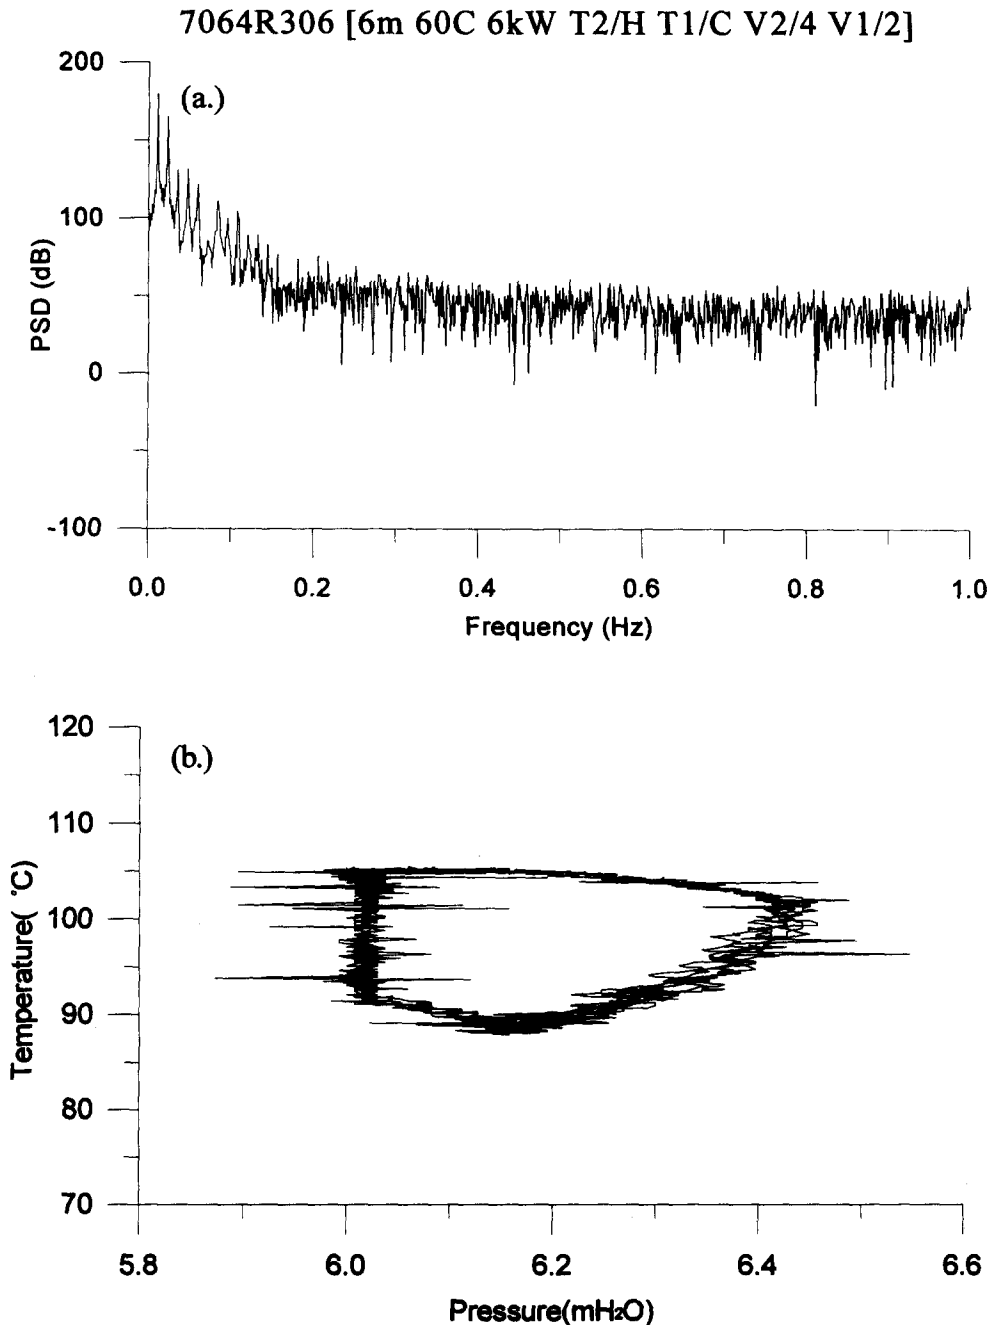 7064R306 [6m 60C 6kW T2/H T1/C V2/4 V1/2]
(a.)
200
100
0
-100
PSD (dB)
0.0 0.2 0.4 0.6 0.8 1.0
Frequency (Hz)
(b.)
120
110
100
90
80
70
Temperature( °C)
5.8 6.0 6.2 6.4 6.6
Pressure(mH₂O)